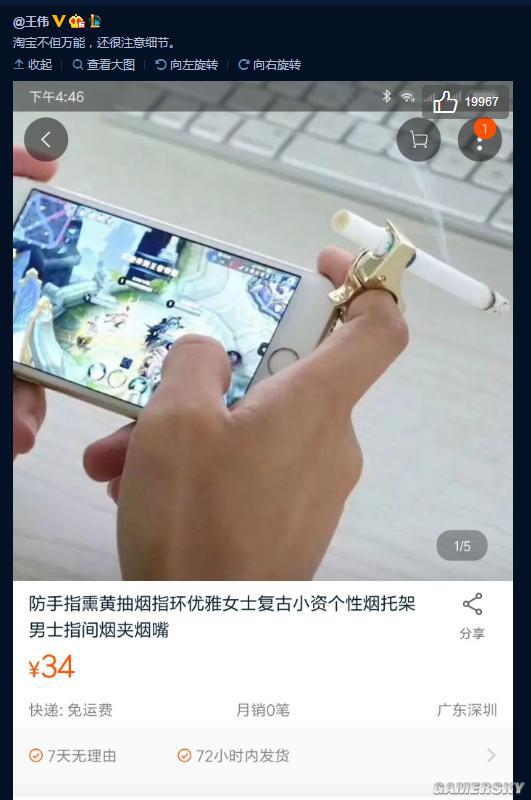 @王伟
淘宝不但万能，还很注意细节。
收起 查看大图 向左旋转 向右旋转
下午4:46
19967
1
1/5
防手指熏黄抽烟指环优雅女士复古小资个性烟托架
男士指间烟夹烟嘴
分享
¥34
快递: 免运费 月销0笔 广东深圳
7天无理由 72小时内发货
GAMERSKY